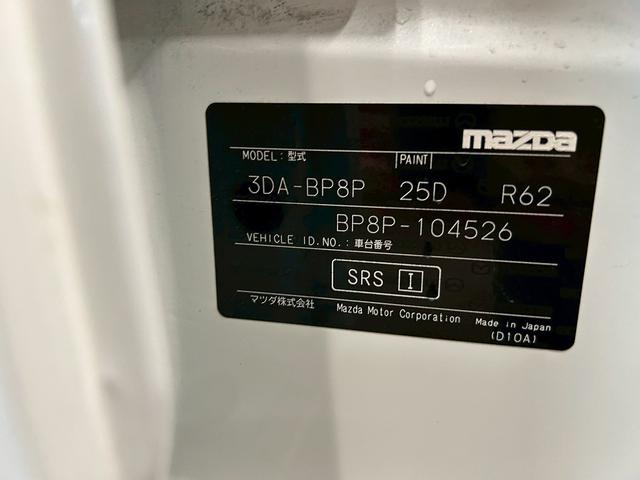 mazda
MODEL:型式 PAINT
3DA-BP8P 25D R62
BP8P-104526
VEHICLE ID.NO.:車台番号
SRS I
マツダ株式会社 Mazda Motor Corporation Made in Japan
(D10A)